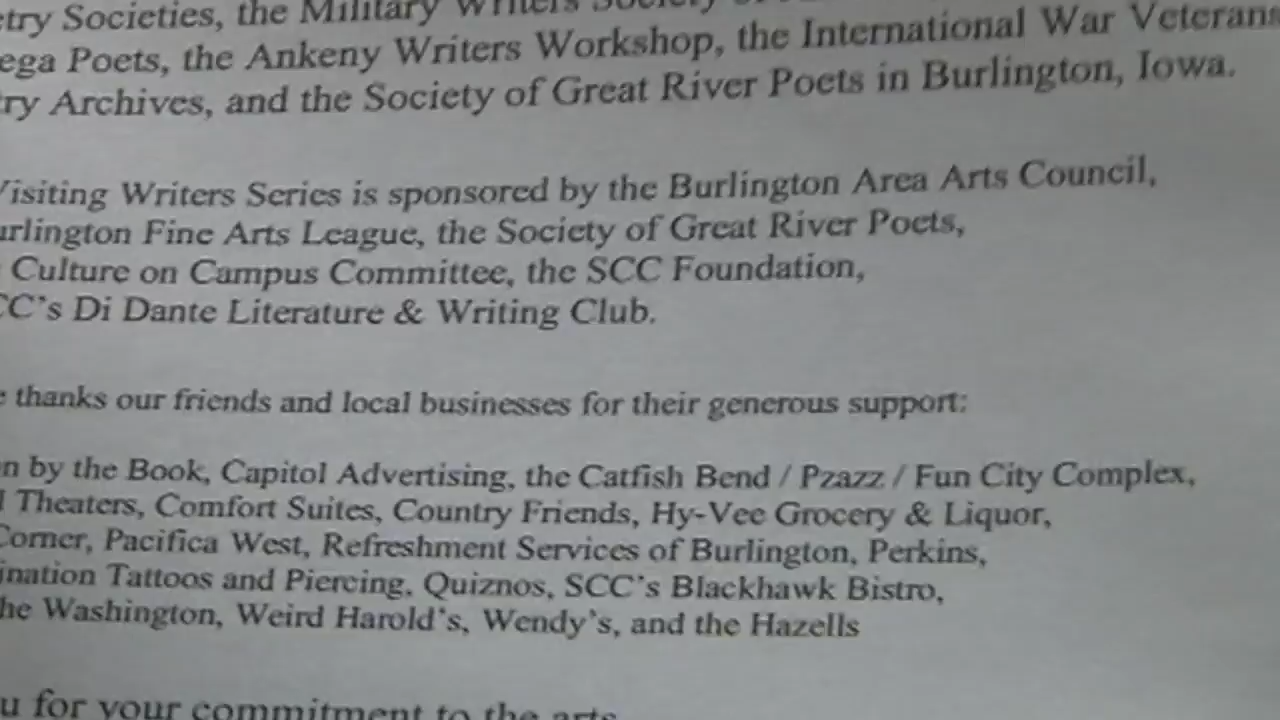 try Societies, the Military Writers Society of
ega Poets, the Ankeny Writers Workshop, the International War Veterans
ry Archives, and the Society of Great River Poets in Burlington, Iowa.
Visiting Writers Series is sponsored by the Burlington Area Arts Council,
urlington Fine Arts League, the Society of Great River Poets,
Culture on Campus Committee, the SCC Foundation,
CC's Di Dante Literature & Writing Club.
e thanks our friends and local businesses for their generous support:
n by the Book, Capitol Advertising, the Catfish Bend / Pzazz / Fun City Complex,
l Theaters, Comfort Suites, Country Friends, Hy-Vee Grocery & Liquor,
Corner, Pacifica West, Refreshment Services of Burlington, Perkins,
ination Tattoos and Piercing, Quiznos, SCC's Blackhawk Bistro,
he Washington, Weird Harold's, Wendy's, and the Hazells
u for your commitment to the arts